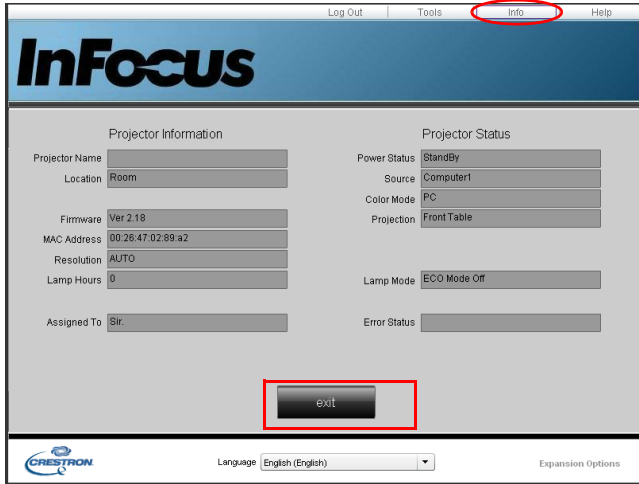 Log Out Tools Info Help
InFocus
Projector Information
Projector Name
Location Room
Firmware Ver 2.18
MAC Address 00:26:47:02:89:a2
Resolution AUTO
Lamp Hours 0
Assigned To Sir.
Projector Status
Power Status StandBy
Source Computer1
Color Mode PC
Projection Front Table
Lamp Mode ECO Mode Off
Error Status
exit
CRESTRON
Language English (English)
Expansion Options